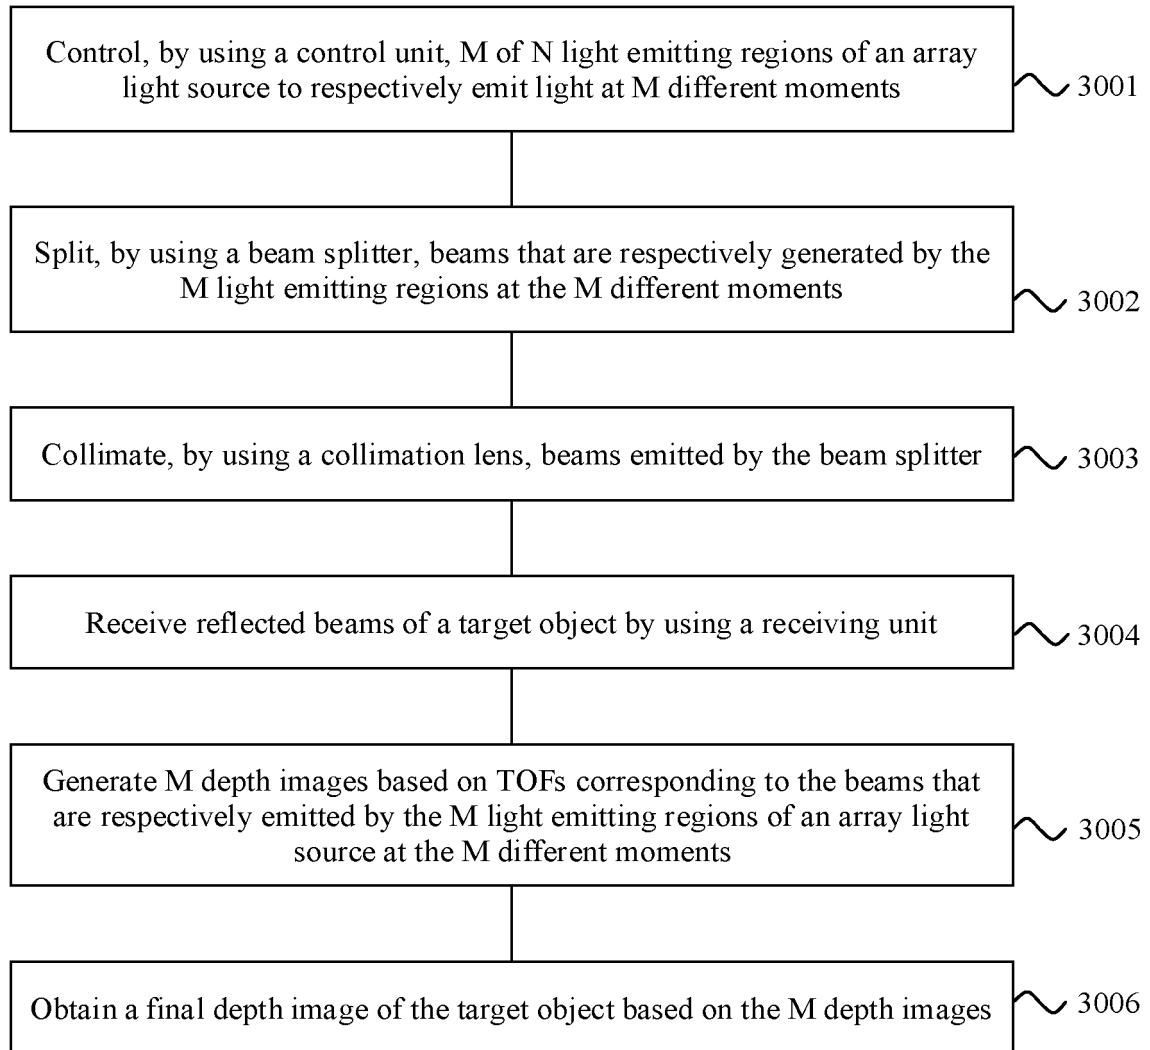 Control, by using a control unit, M of N light emitting regions of an array
light source to respectively emit light at M different moments
3001
Split, by using a beam splitter, beams that are respectively generated by the
M light emitting regions at the M different moments
3002
Collimate, by using a collimation lens, beams emitted by the beam splitter
3003
Receive reflected beams of a target object by using a receiving unit
3004
Generate M depth images based on TOFs corresponding to the beams that
are respectively emitted by the M light emitting regions of an array light
source at the M different moments
3005
Obtain a final depth image of the target object based on the M depth images
3006